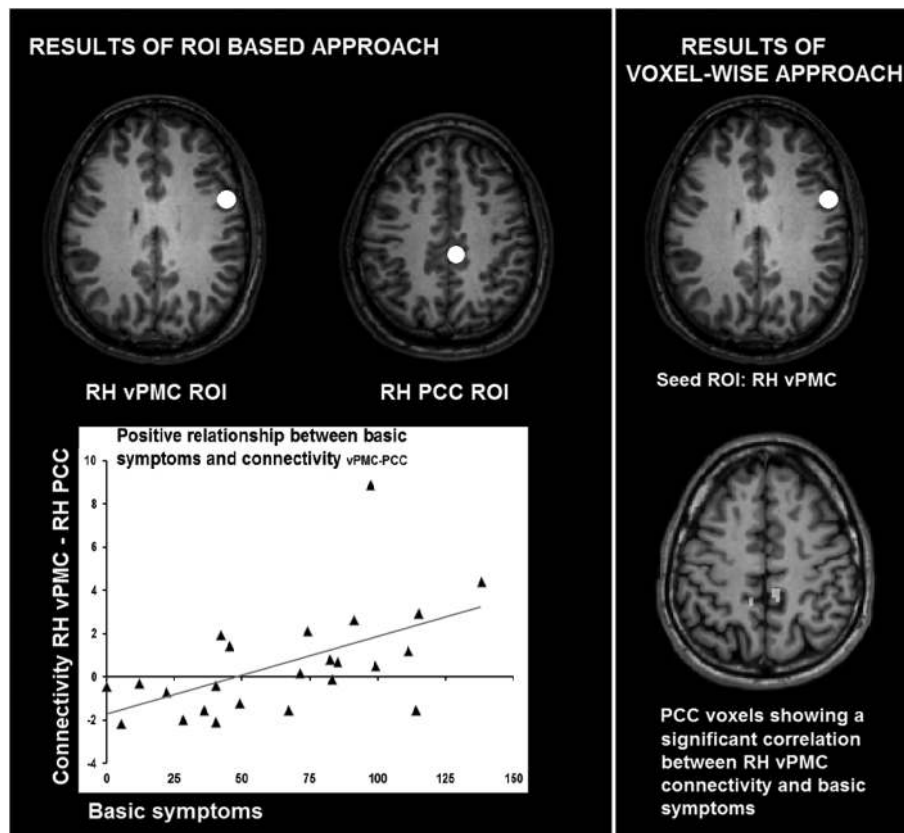 RESULTS OF ROI BASED APPROACH
RH vPMC ROI
RH PCC ROI
Positive relationship between basic
symptoms and connectivity vPMC-PCC
Connectivity RH vPMC - RH PCC
10
8
6
4
2
0
-2
-4
0
25
50
75
100
125
150
Basic symptoms
RESULTS OF
VOXEL-WISE APPROACH
Seed ROI: RH vPMC
PCC voxels showing a
significant correlation
between RH vPMC
connectivity and basic
symptoms